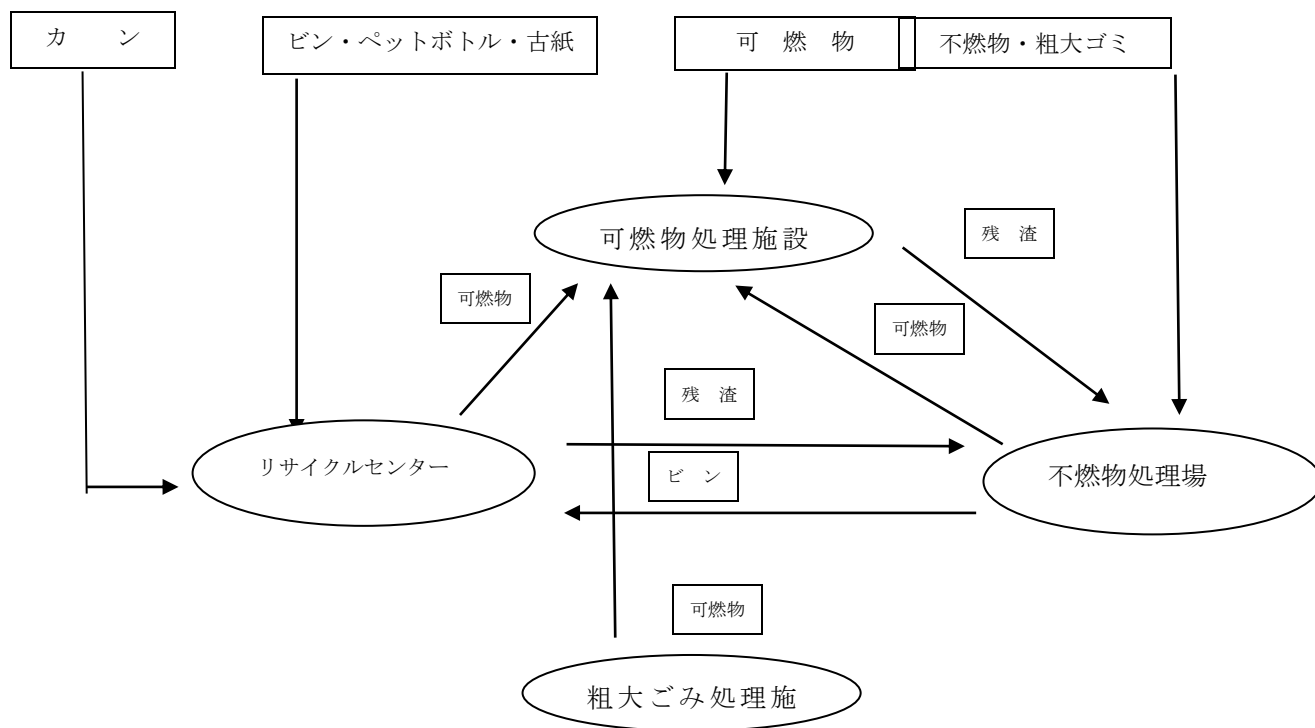 カ　ン
ビン・ペットボトル・古紙
可　燃　物
不燃物・粗大ゴミ
可燃物処理施設
残　渣
可燃物
可燃物
残　渣
リサイクルセンター
ビ　ン
不燃物処理場
可燃物
粗大ごみ処理施